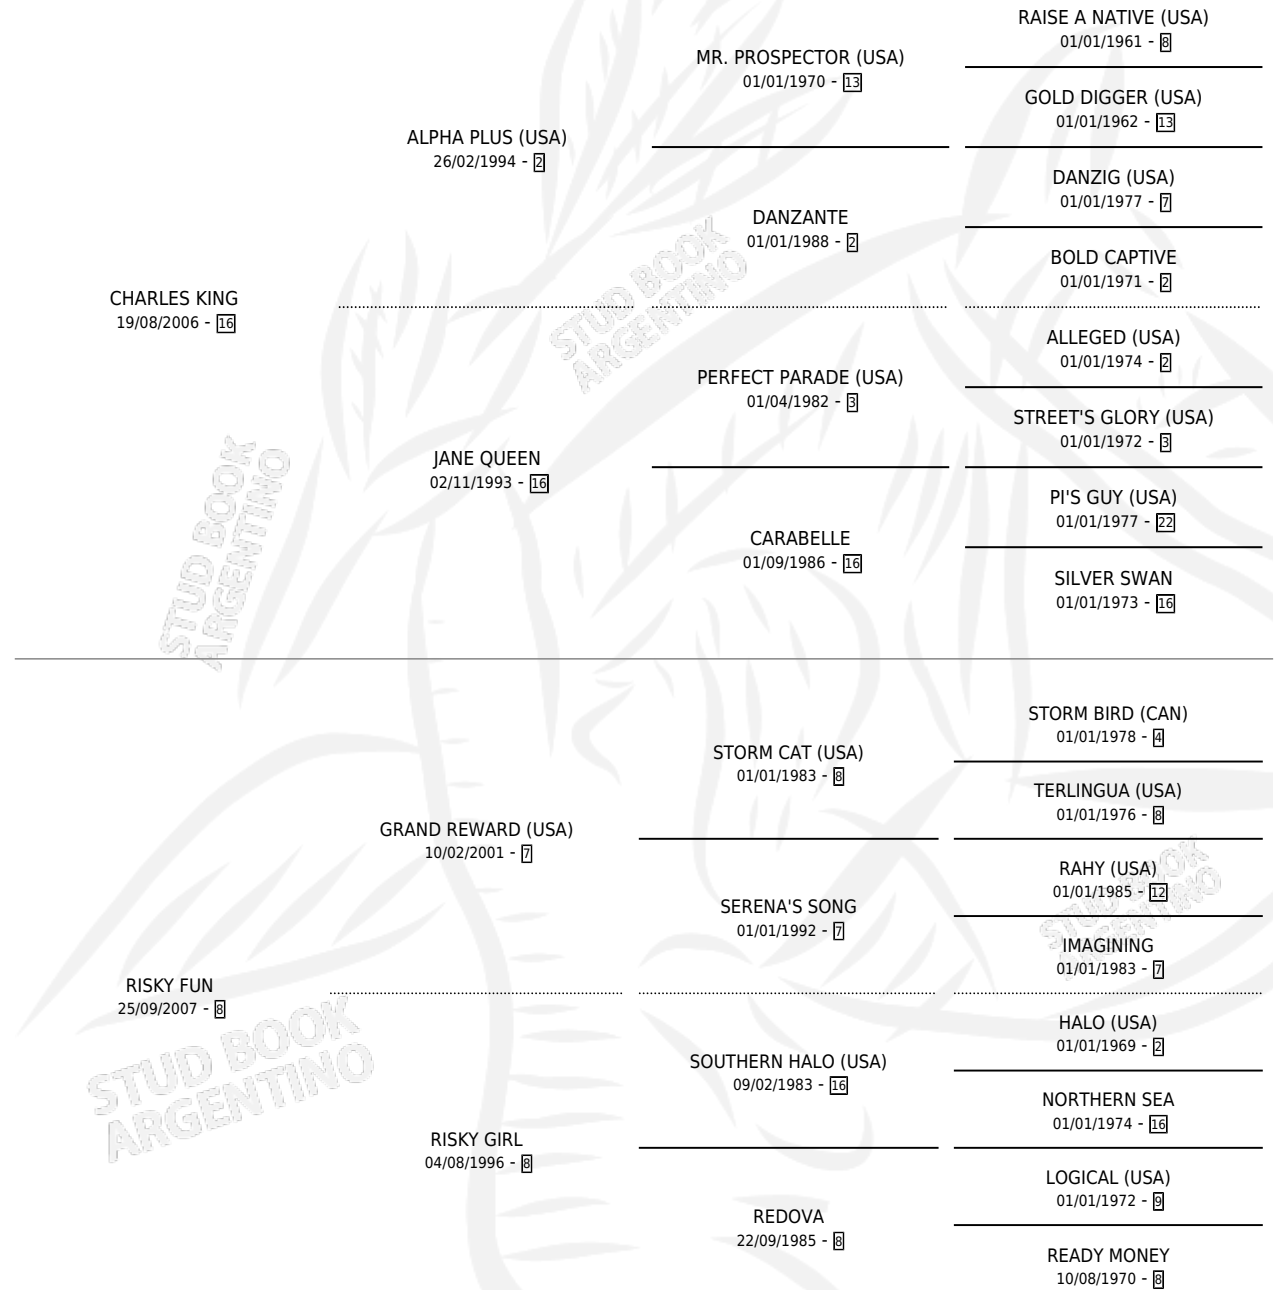 RAISE A NATIVE (USA)
01/01/1961 - 8
MR. PROSPECTOR (USA)
01/01/1970 - 13
GOLD DIGGER (USA)
01/01/1962 - 13
ALPHA PLUS (USA)
26/02/1994 - 2
DANZIG (USA)
01/01/1977 - 7
DANZANTE
01/01/1988 - 2
BOLD CAPTIVE
01/01/1971 - 2
STUD BOOK
ARGENTINO
CHARLES KING
19/08/2006 - 16
ALLEGED (USA)
01/01/1974 - 2
PERFECT PARADE (USA)
01/04/1982 - 3
STREET'S GLORY (USA)
01/01/1972 - 3
JANE QUEEN
02/11/1993 - 16
PI'S GUY (USA)
01/01/1977 - 22
CARABELLE
01/09/1986 - 16
SILVER SWAN
01/01/1973 - 16
STUD BOOK
ARGENTINO
STORM BIRD (CAN)
01/01/1978 - 4
STORM CAT (USA)
01/01/1983 - 8
TERLINGUA (USA)
01/01/1976 - 8
GRAND REWARD (USA)
10/02/2001 - 7
RAHY (USA)
01/01/1985 - 12
SERENA'S SONG
01/01/1992 - 7
STUD BOOK
ARGENTINO
IMAGINING
01/01/1983 - 7
RISKY FUN
25/09/2007 - 8
STUD BOOK
ARGENTINO
HALO (USA)
01/01/1969 - 2
SOUTHERN HALO (USA)
09/02/1983 - 16
NORTHERN SEA
01/01/1974 - 16
RISKY GIRL
04/08/1996 - 8
LOGICAL (USA)
01/01/1972 - 9
REDOVA
22/09/1985 - 8
READY MONEY
10/08/1970 - 8